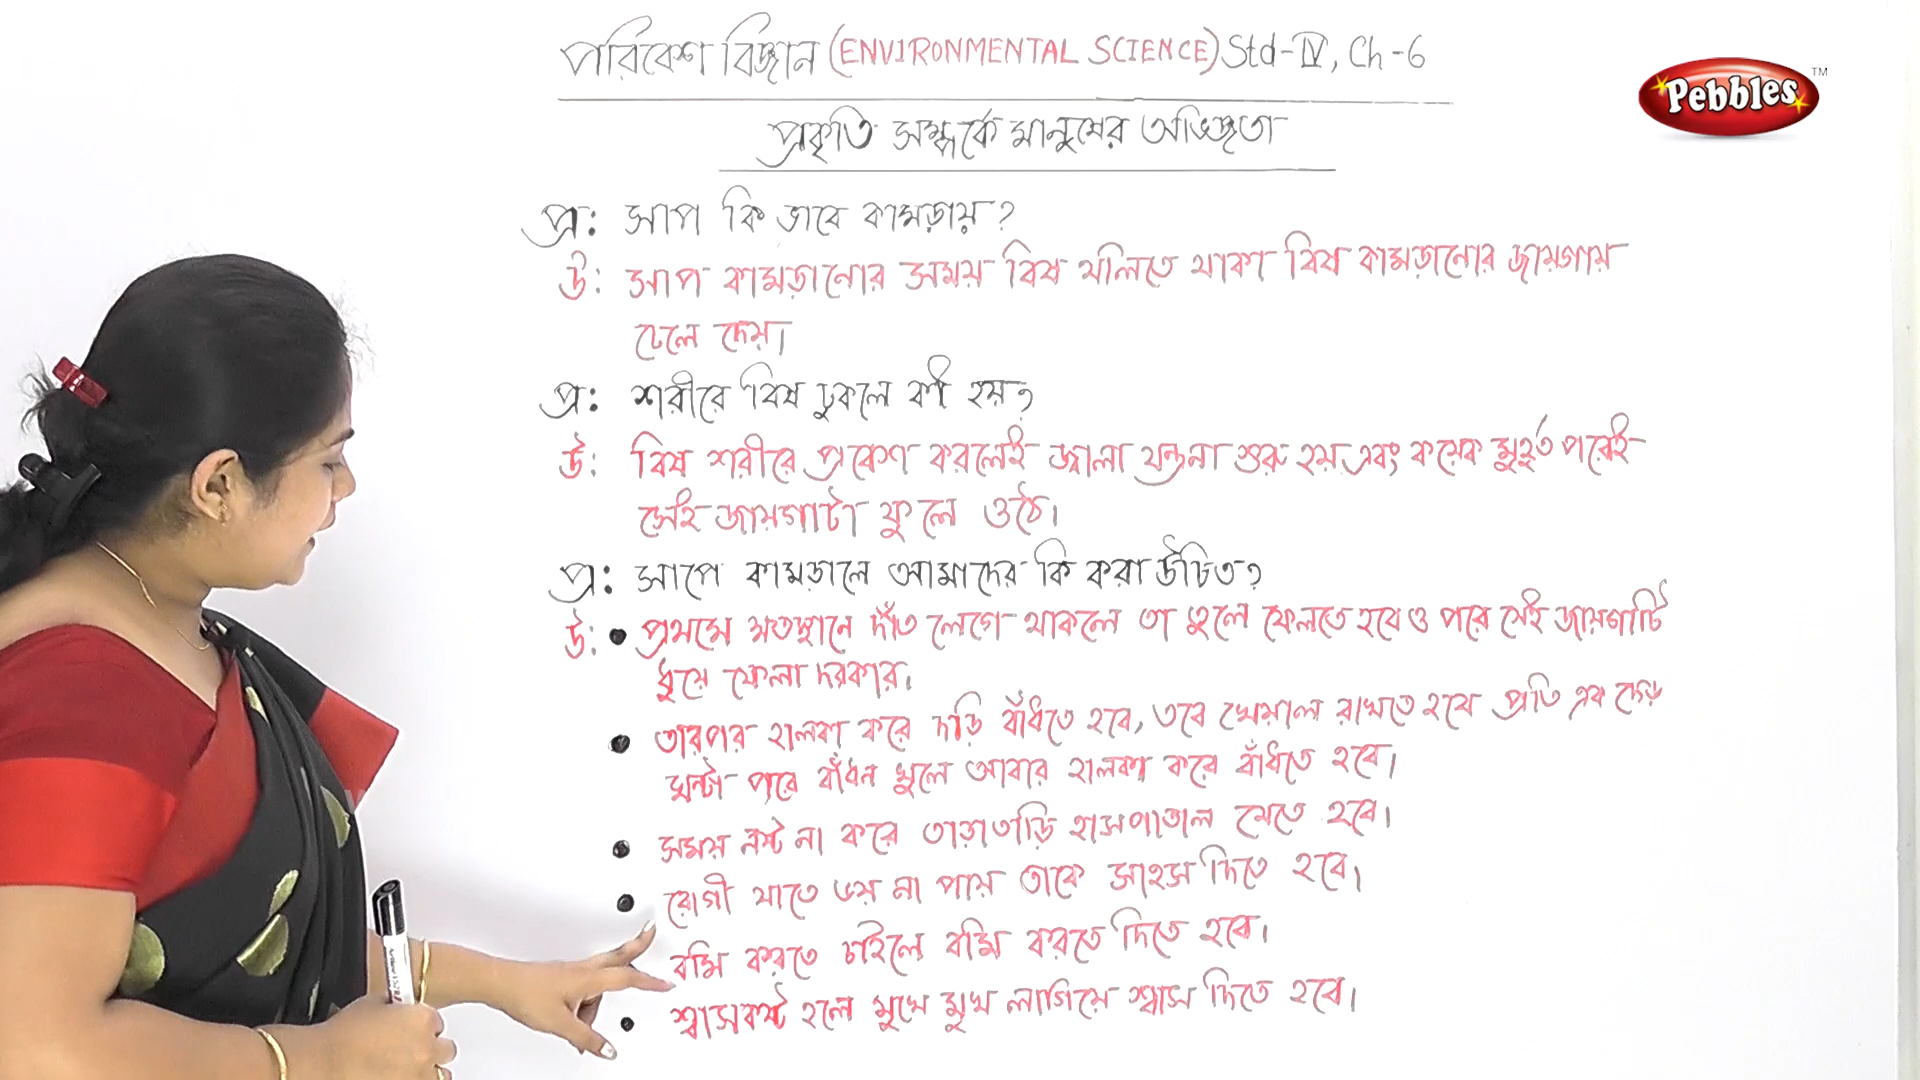 পরিবেশ বিজ্ঞান (ENVIRONMENTAL SCIENCE) Std-IV, Ch-6
Pebbles TM
প্রকৃতি সম্পর্কে মানুষের অভিজ্ঞতা
প্র: সাপ কি ভাবে কামড়ায়?
উ: সাপ কামড়ানোর সময় বিষ থলিতে থাকা বিষ কামড়ানোর জায়গায়
ঢেলে দেয়।
প্র: শরীরে বিষ ঢুকলে কী হয়?
উ: বিষ শরীরে প্রবেশ করলেই জ্বালা যন্ত্রনা শুরু হয় এবং কয়েক মুহূর্ত পরেই
সেই জায়গাটা ফুলে ওঠে।
প্র: সাপে কামড়ালে আমাদের কি করা উচিত?
উ: • প্রথমে ক্ষতস্থানে দাঁত লেগে থাকলে তা তুলে ফেলতে হবে ও পরে সেই জায়গাটি
ধুয়ে ফেলা দরকার।
• তারপর হালকা করে দড়ি বাঁধতে হবে, তবে খেয়াল রাখতে হবে প্রতি এক দেড়
ঘন্টা পরে বাঁধন খুলে আবার হালকা করে বাঁধতে হবে।
• সময় নষ্ট না করে তাড়াতাড়ি হাসপাতাল যেতে হবে।
• রোগী যাতে ভয় না পায় তাকে সাহস দিতে হবে।
বমি করতে চাইলে বমি করতে দিতে হবে।
• শ্বাসকষ্ট হলে মুখে মুখ লাগিয়ে শ্বাস দিতে হবে।